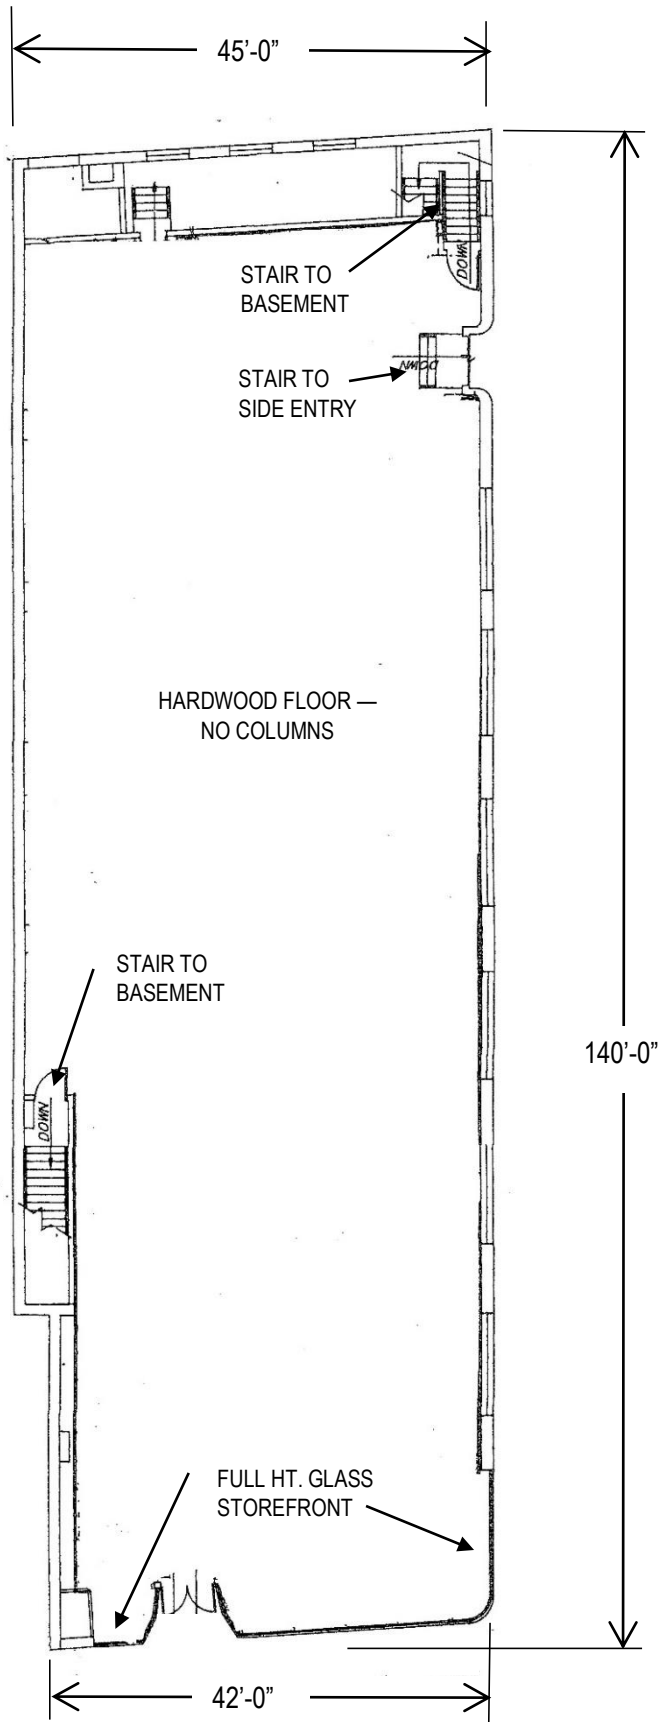 45'-0”
STAIR TO
BASEMENT
DOWN
STAIR TO
SIDE ENTRY
DOWN
HARDWOOD FLOOR —
NO COLUMNS
STAIR TO
BASEMENT
140'-0”
DOWN
FULL HT. GLASS
STOREFRONT
42'-0”